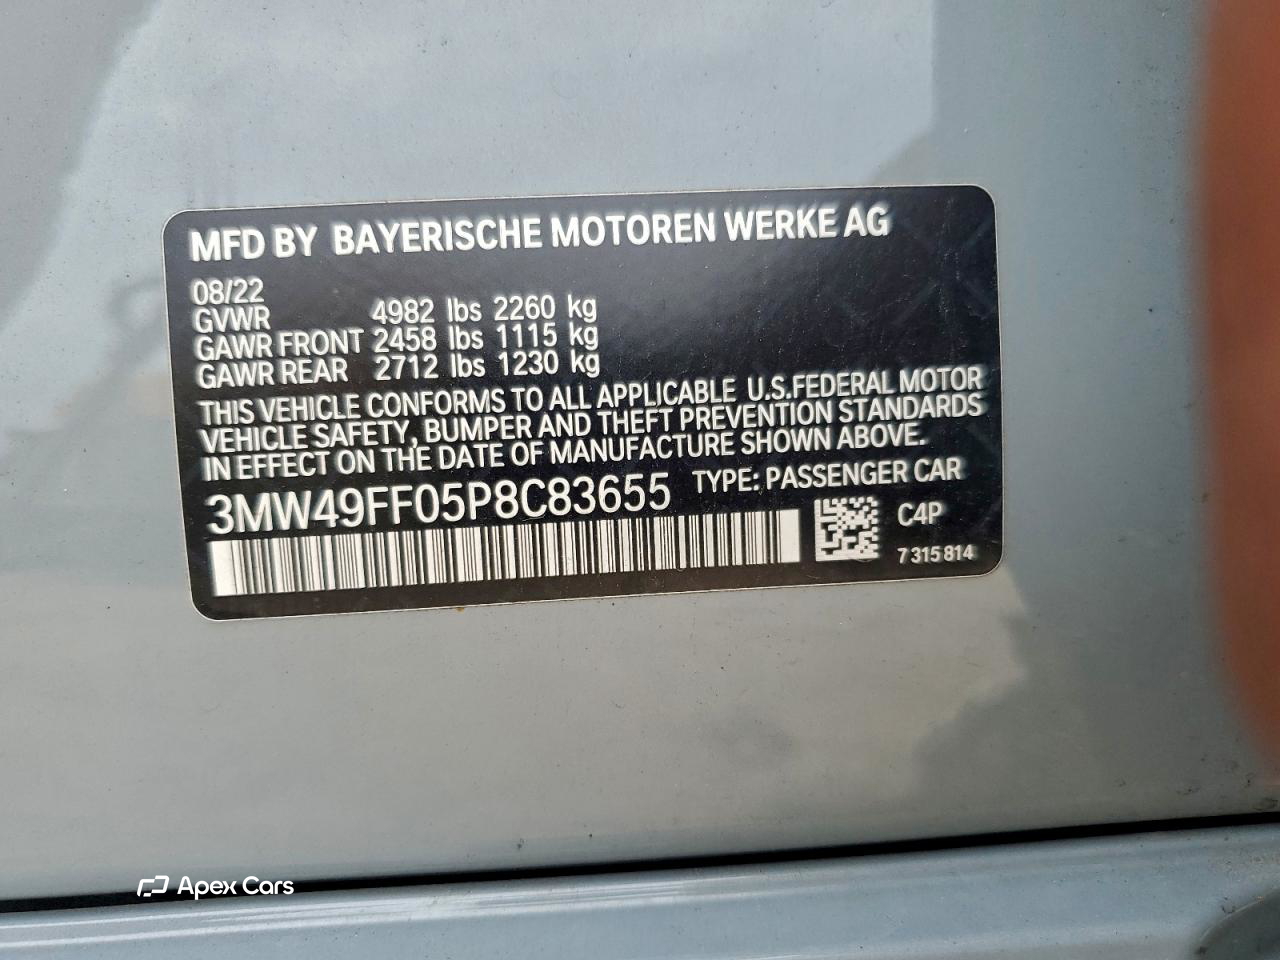 MFD BY BAYERISCHE MOTOREN WERKE AG
08/22
GVWR 4982 lbs 2260 kg
GAWR FRONT 2458 lbs 1115 kg
GAWR REAR 2712 lbs 1230 kg
THIS VEHICLE CONFORMS TO ALL APPLICABLE U.S.FEDERAL MOTOR
VEHICLE SAFETY, BUMPER AND THEFT PREVENTION STANDARDS
IN EFFECT ON THE DATE OF MANUFACTURE SHOWN ABOVE.
3MW49FF05P8C83655 TYPE: PASSENGER CAR
C4P
7 315 814
Apex Cars